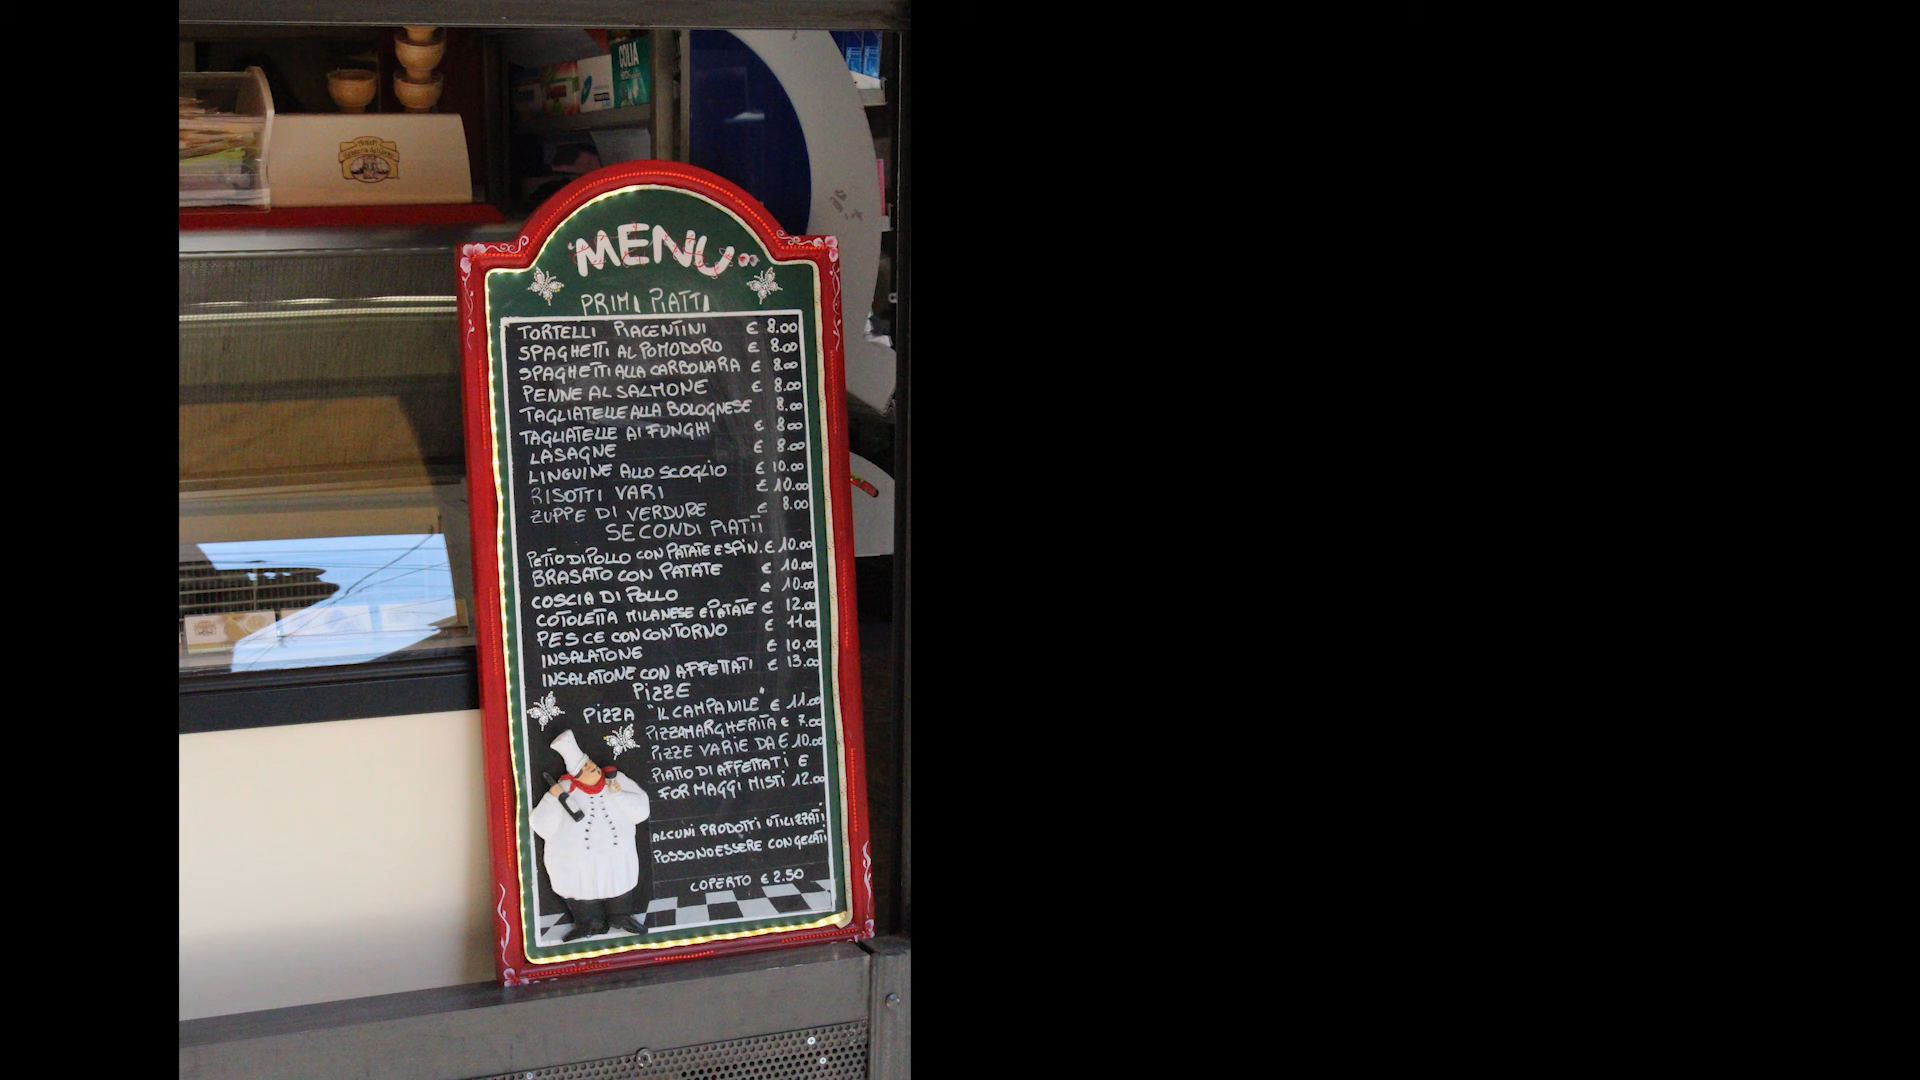 GOLIA
MENU
PRIMI PIATTI
TORTELLI PIACENTINI € 8.00
SPAGHETTI AL POMODORO € 8.00
SPAGHETTI ALLA CARBONARA € 8.00
PENNE AL SALMONE € 8.00
TAGLIATELLE ALLA BOLOGNESE 8.00
TAGLIATELLE AI FUNGHI € 8.00
LASAGNE € 8.00
LINGUINE ALLO SCOGLIO € 10.00
RISOTTI VARI € 10.00
ZUPPE DI VERDURE € 8.00
SECONDI PIATTI
PETTO DI POLLO CON PATATE E SPIN. € 10.00
BRASATO CON PATATE € 10.00
COSCIA DI POLLO € 10.00
COTOLETTA MILANESE E PATATE € 12.00
PESCE CON CONTORNO € 11.00
INSALATONE € 10.00
INSALATONE CON AFFETTATI € 13.00
PIZZE
PIZZA "IL CAMPANILE" € 11.00
PIZZA MARGHERITA € 7.00
PIZZE VARIE DA € 10.00
PIATTO DI AFFETTATI E
FORMAGGI MISTI 12.00
ALCUNI PRODOTTI UTILIZZATI
POSSONO ESSERE CONGELATI
COPERTO € 2.50